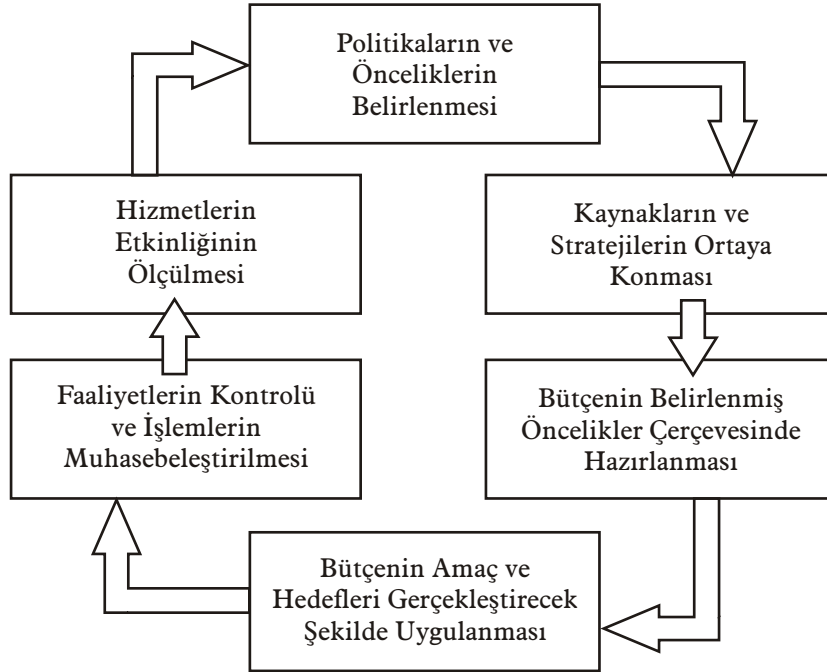 Politikaların ve
Önceliklerin
Belirlenmesi
Kaynakların ve
Stratejilerin Ortaya
Konması
Bütçenin Belirlenmiş
Öncelikler Çerçevesinde
Hazırlanması
Bütçenin Amaç ve
Hedefleri Gerçekleştirecek
Şekilde Uygulanması
Faaliyetlerin Kontrolü
ve İşlemlerin
Muhasebeleştirilmesi
Hizmetlerin
Etkinliğinin
Ölçülmesi